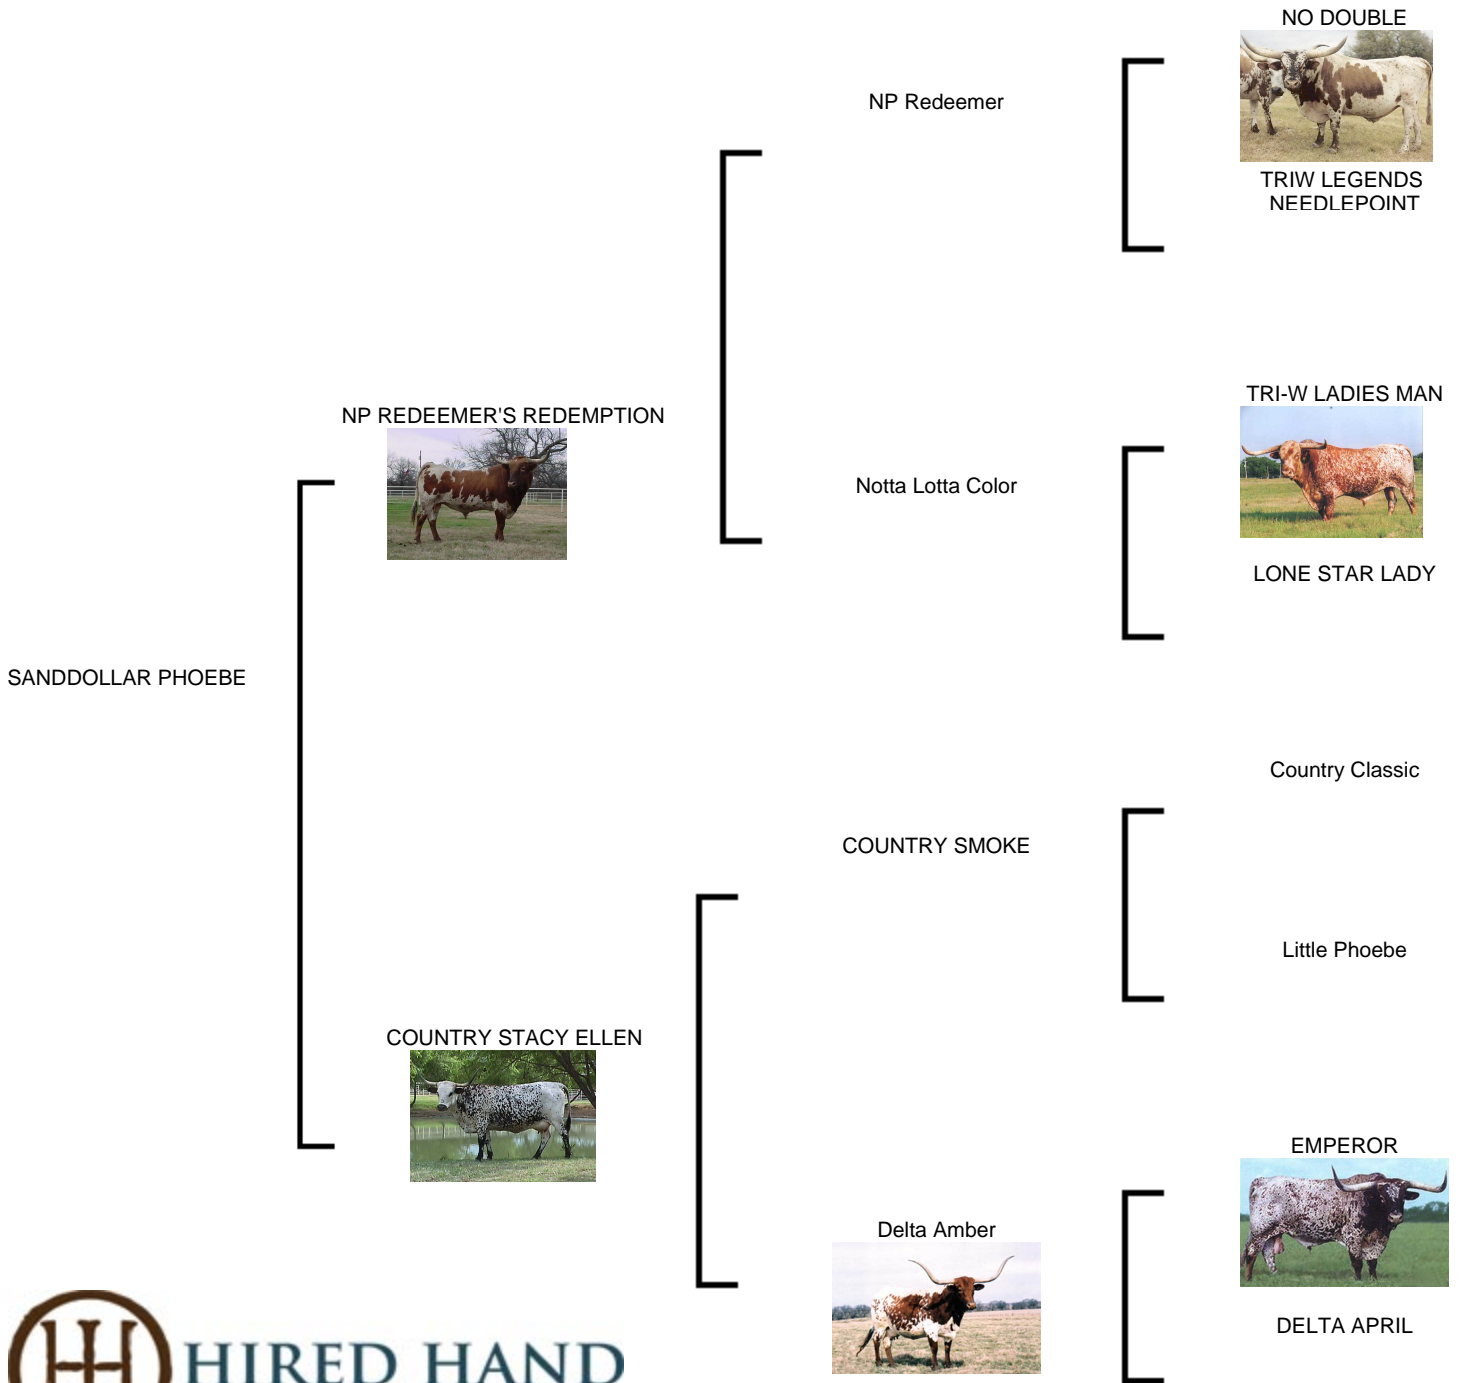 NO DOUBLE
NP Redeemer
TRIW LEGENDS
NEEDLEPOINT
TRI-W LADIES MAN
NP REDEEMER'S REDEMPTION
Notta Lotta Color
LONE STAR LADY
SANDDOLLAR PHOEBE
Country Classic
COUNTRY SMOKE
Little Phoebe
COUNTRY STACY ELLEN
EMPEROR
Delta Amber
DELTA APRIL
HIRED HAND